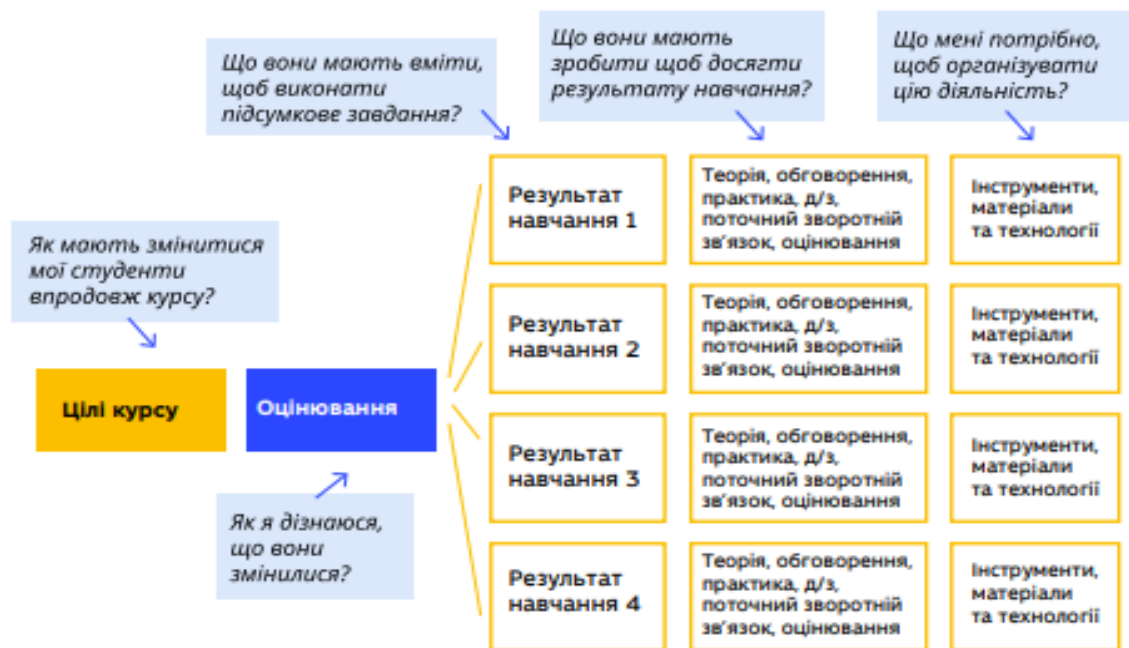 Що вони мають вміти,
щоб виконати
підсумкове завдання?
Що вони мають
зробити щоб досягти
результату навчання?
Що мені потрібно,
щоб організувати
цю діяльність?
Як мають змінитися
мої студенти
впродовж курсу?
Цілі курсу
Оцінювання
Як я дізнаюся,
що вони
змінилися?
Результат
навчання 1
Теорія, обговорення,
практика, д/з,
поточний зворотній
зв’язок, оцінювання
Інструменти,
матеріали
та технології
Результат
навчання 2
Теорія, обговорення,
практика, д/з,
поточний зворотній
зв’язок, оцінювання
Інструменти,
матеріали
та технології
Результат
навчання 3
Теорія, обговорення,
практика, д/з,
поточний зворотній
зв’язок, оцінювання
Інструменти,
матеріали
та технології
Результат
навчання 4
Теорія, обговорення,
практика, д/з,
поточний зворотній
зв’язок, оцінювання
Інструменти,
матеріали
та технології